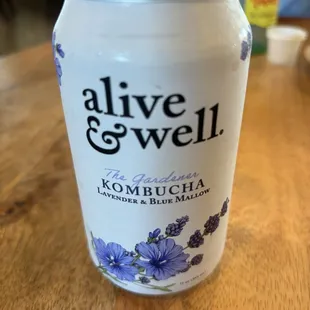 alive
& well.
The Gardener
KOMBUCHA
LAVENDER & BLUE MALLOW